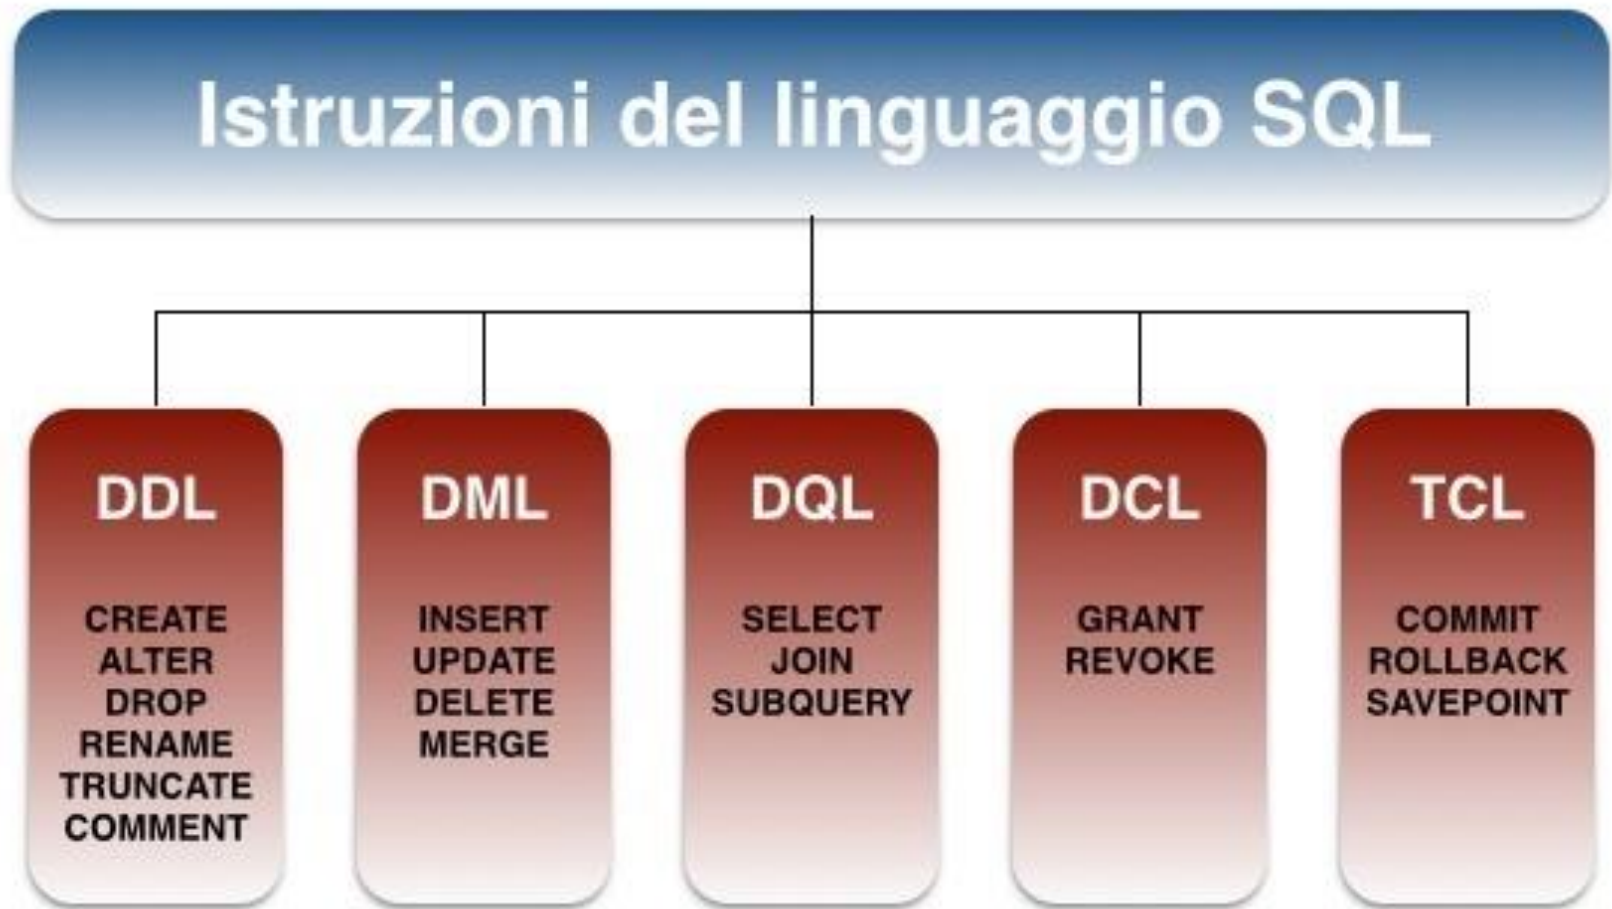 Istruzioni del linguaggio SQL
DDL
CREATE
ALTER
DROP
RENAME
TRUNCATE
COMMENT
DML
INSERT
UPDATE
DELETE
MERGE
DQL
SELECT
JOIN
SUBQUERY
DCL
GRANT
REVOKE
TCL
COMMIT
ROLLBACK
SAVEPOINT